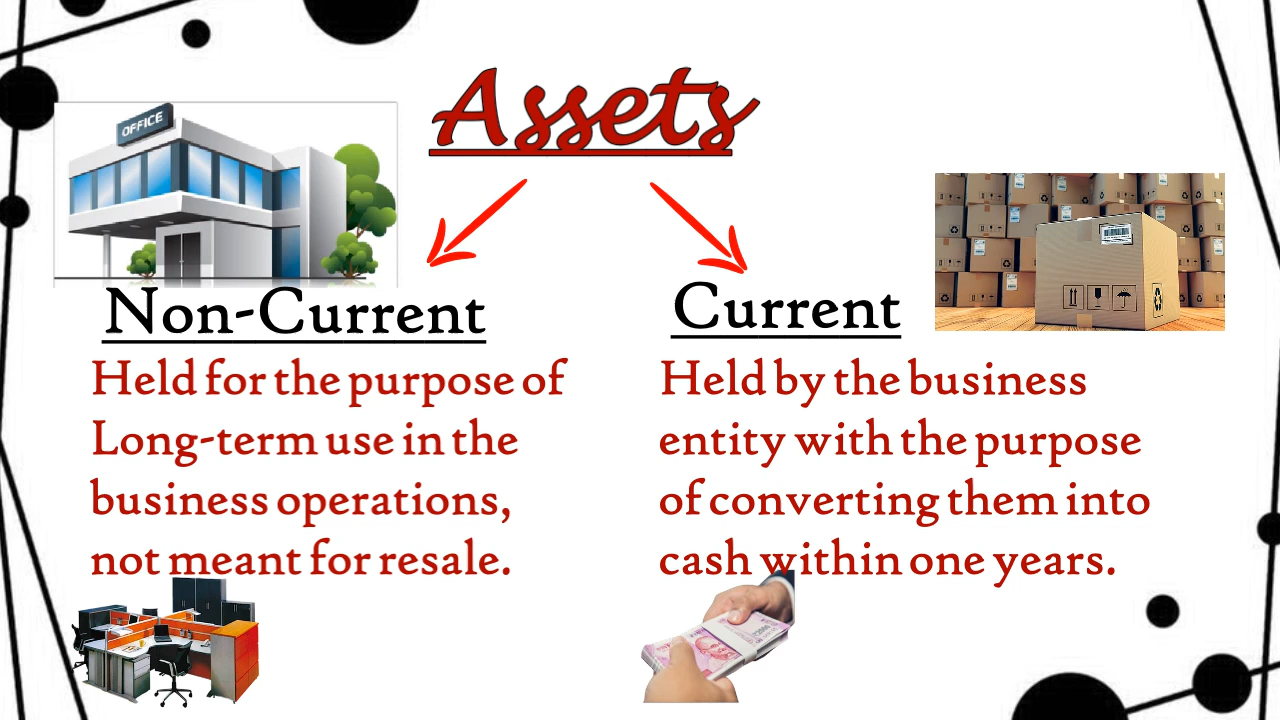 Assets
OFFICE
Non-Current
Held for the purpose of
Long-term use in the
business operations,
not meant for resale.
Current
Held by the business
entity with the purpose
of converting them into
cash within one years.